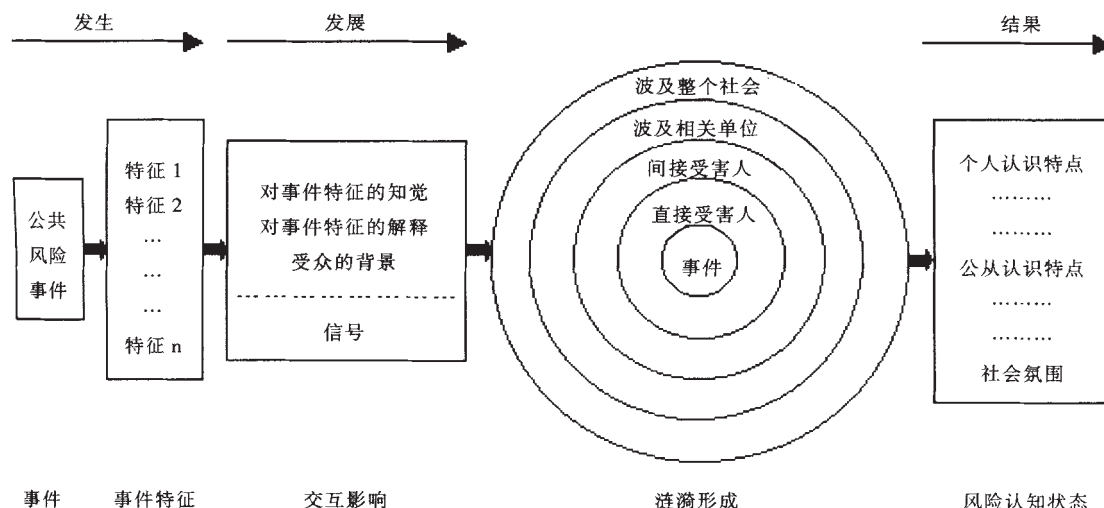 发生
发展
结果
公共
风险
事件
特征 1
特征 2
…
…
…
特征 n
对事件特征的知觉
对事件特征的解释
受众的背景
信号
波及整个社会
波及相关单位
间接受害人
直接受害人
事件
个人认识特点
………
………
公从认识特点
………
………
社会氛围
事件
事件特征
交互影响
涟漪形成
风险认知状态